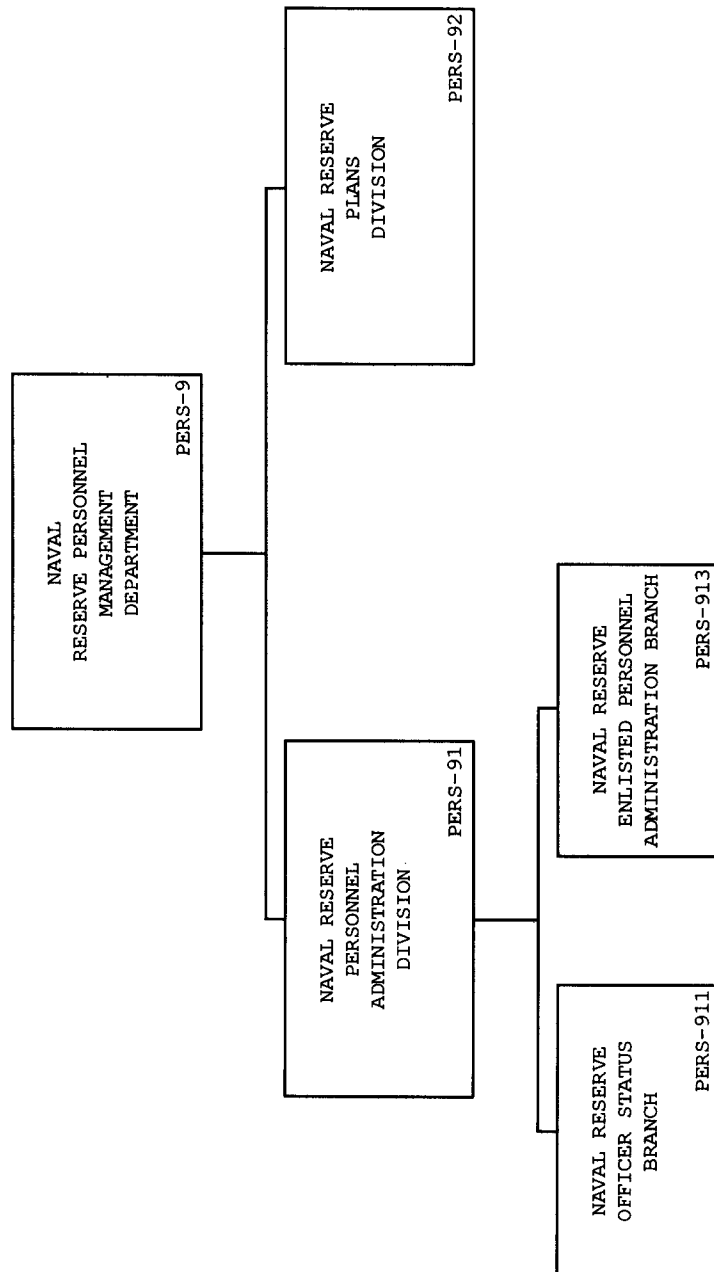 NAVAL
RESERVE PERSONNEL
MANAGEMENT
DEPARTMENT
PERS-9
NAVAL RESERVE
PERSONNEL
ADMINISTRATION
DIVISION
PERS-91
NAVAL RESERVE
PLANS
DIVISION
PERS-92
NAVAL RESERVE
OFFICER STATUS
BRANCH
PERS-911
NAVAL RESERVE
ENLISTED PERSONNEL
ADMINISTRATION BRANCH
PERS-913